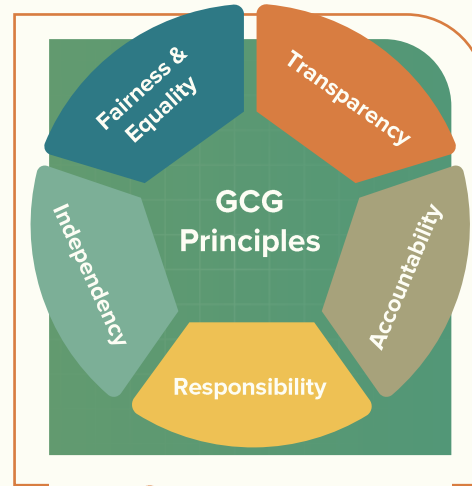 GCG
Principles
Transparency
Accountability
Responsibility
Independency
Fairness &
Equality